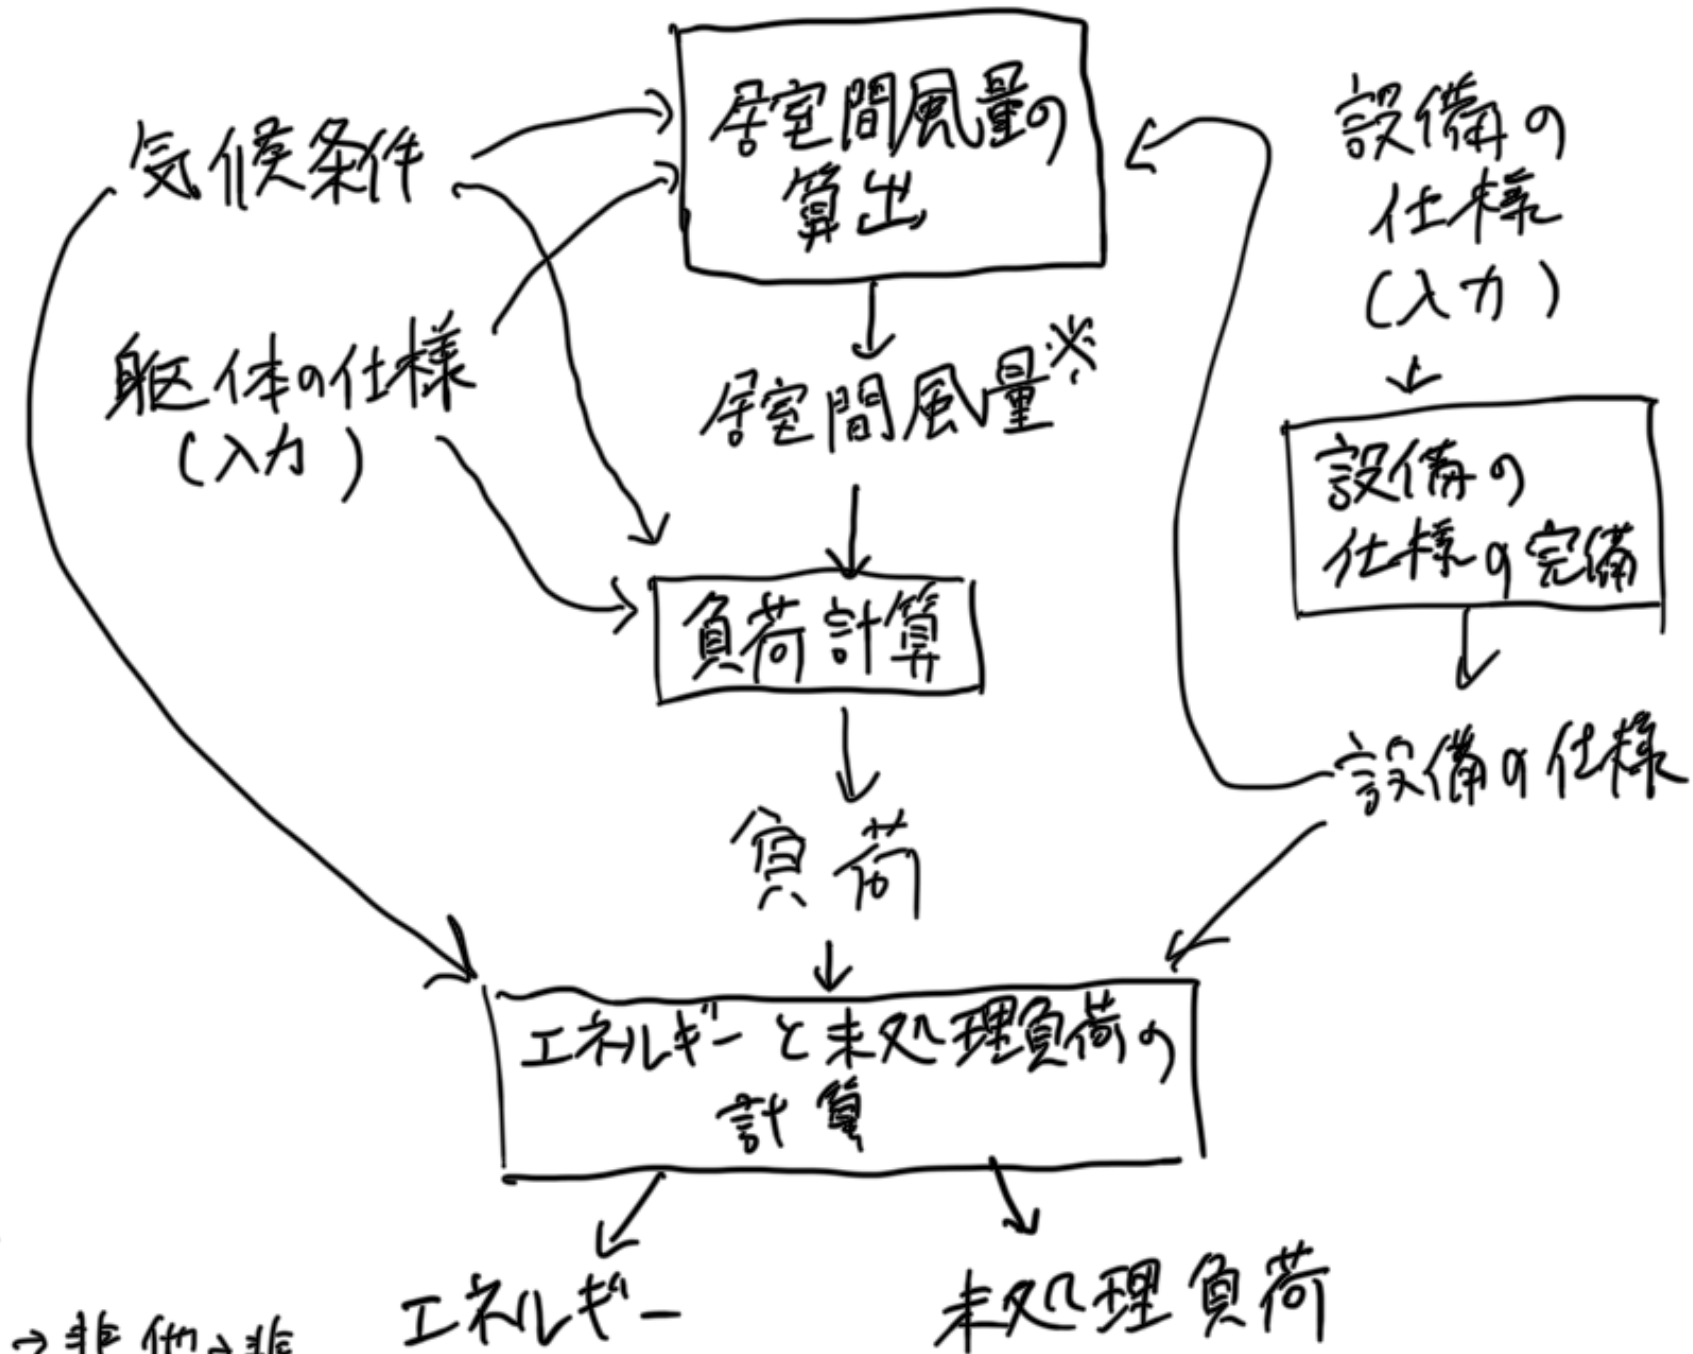 居室間風量の
算出
気候条件
設備の
仕様
(入力)
躯体の仕様
(入力)
居室間風量※
設備の
仕様の完備
負荷計算
設備の仕様
負荷
エネルギーと未処理負荷の
計算
エネルギー
未処理負荷
→非 他→非